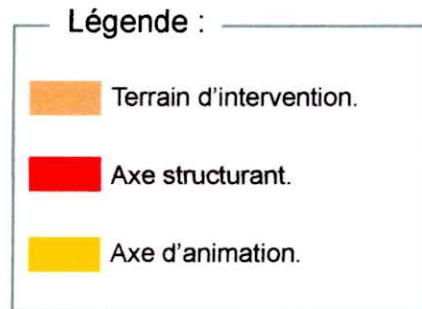 Légende :
Terrain d'intervention.
Axe structurant.
Axe d'animation.